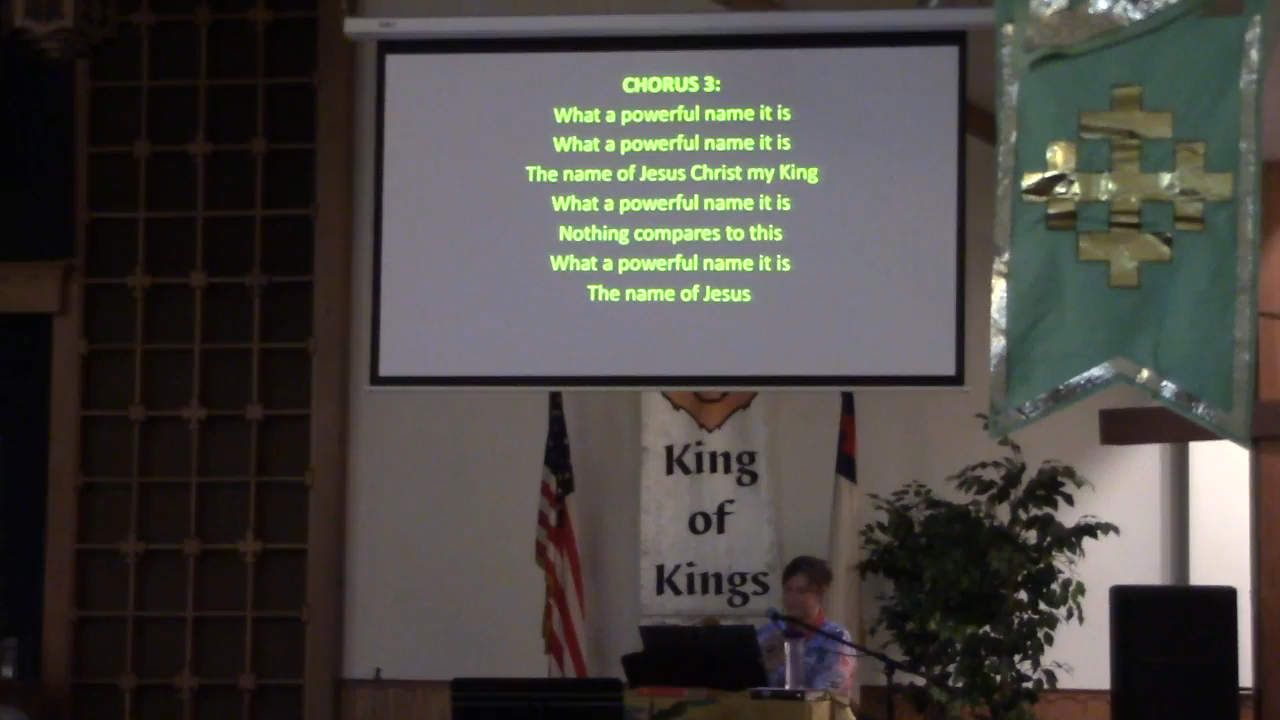 CHORUS 3:
What a powerful name it is
What a powerful name it is
The name of Jesus Christ my King
What a powerful name it is
Nothing compares to this
What a powerful name it is
The name of Jesus
King
of
Kings